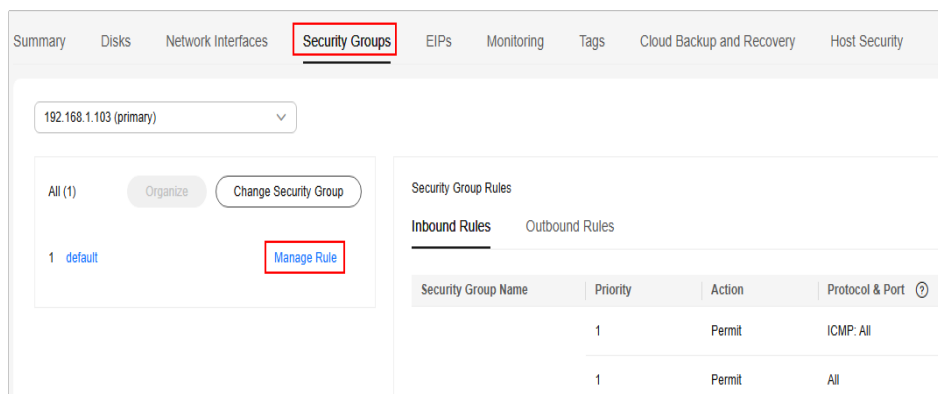 Summary Disks Network Interfaces Security Groups EIPs Monitoring Tags Cloud Backup and Recovery Host Security
192.168.1.103 (primary)
All (1) Organize Change Security Group
1 default Manage Rule
Security Group Rules
Inbound Rules Outbound Rules
Security Group Name Priority Action Protocol & Port ?
1 Permit ICMP: All
1 Permit All